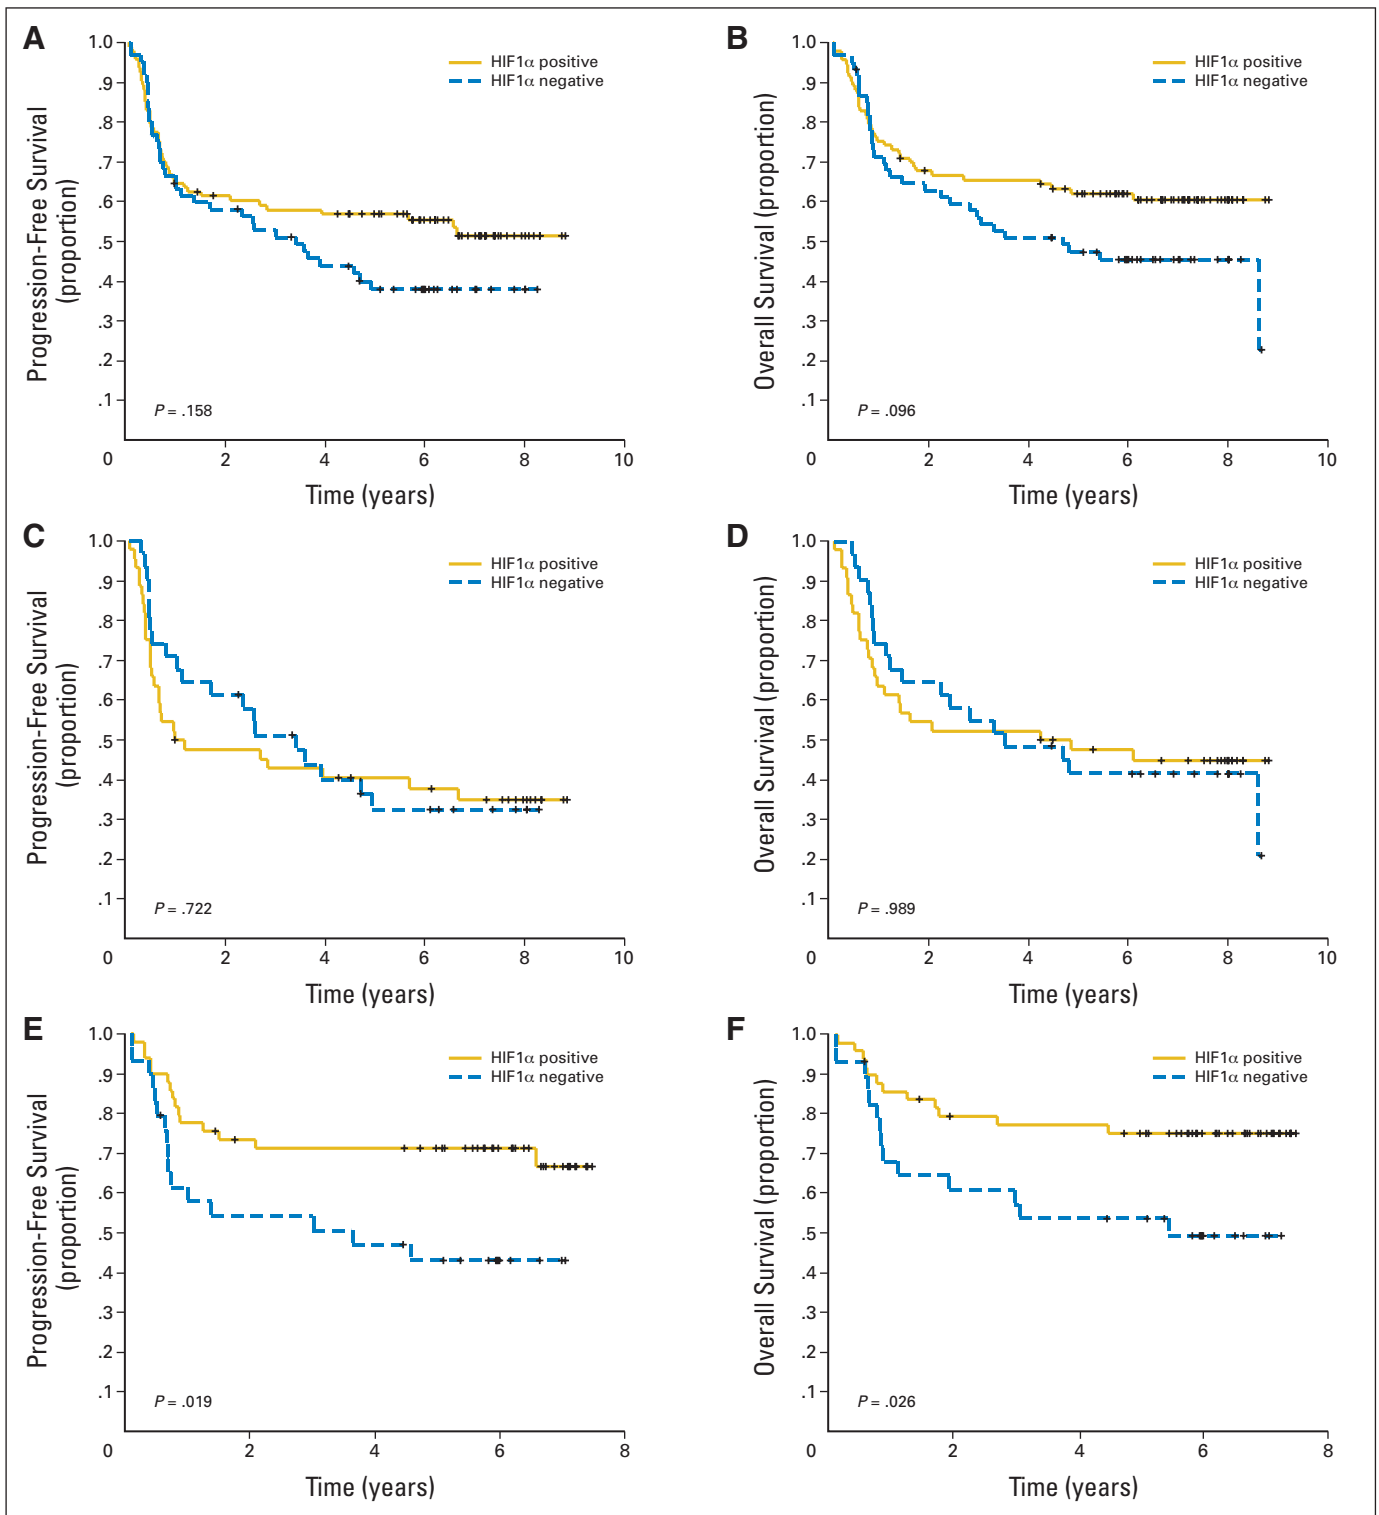 A
HIF1α positive
HIF1α negative
Progression-Free Survival
(proportion)
1.0
.9
.8
.7
.6
.5
.4
.3
.2
.1
P = .158
0
2
4
6
8
10
Time (years)
B
HIF1α positive
HIF1α negative
Overall Survival (proportion)
1.0
.9
.8
.7
.6
.5
.4
.3
.2
.1
P = .096
0
2
4
6
8
10
Time (years)
C
HIF1α positive
HIF1α negative
Progression-Free Survival
(proportion)
1.0
.9
.8
.7
.6
.5
.4
.3
.2
.1
P = .722
0
2
4
6
8
10
Time (years)
D
HIF1α positive
HIF1α negative
Overall Survival (proportion)
1.0
.9
.8
.7
.6
.5
.4
.3
.2
.1
P = .989
0
2
4
6
8
10
Time (years)
E
HIF1α positive
HIF1α negative
Progression-Free Survival
(proportion)
1.0
.9
.8
.7
.6
.5
.4
.3
.2
.1
P = .019
0
2
4
6
8
Time (years)
F
HIF1α positive
HIF1α negative
Overall Survival (proportion)
1.0
.9
.8
.7
.6
.5
.4
.3
.2
.1
P = .026
0
2
4
6
8
Time (years)